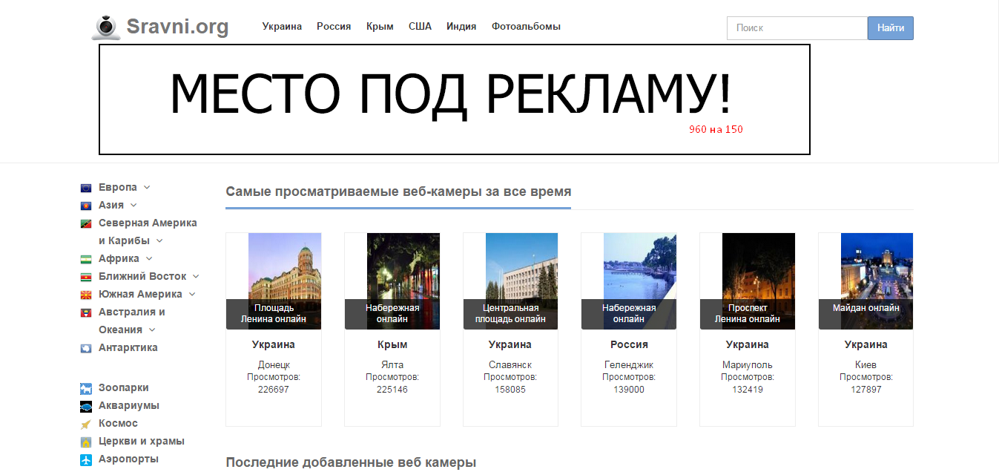 Sravni.org
Украина Россия Крым США Индия Фотоальбомы
Поиск Найти
МЕСТО ПОД РЕКЛАМУ!
960 на 150
Европа
Азия
Северная Америка
и Карибы
Африка
Ближний Восток
Южная Америка
Австралия и
Океания
Антарктика
Зоопарки
Аквариумы
Космос
Церкви и храмы
Аэропорты
Самые просматриваемые веб-камеры за все время
Площадь
Ленина онлайн
Украина
Донецк
Просмотров:
226697
Набережная
онлайн
Крым
Ялта
Просмотров:
225146
Центральная
площадь онлайн
Украина
Славянск
Просмотров:
158085
Набережная
онлайн
Россия
Геленджик
Просмотров:
139000
Проспект
Ленина онлайн
Украина
Мариуполь
Просмотров:
132419
Майдан онлайн
Украина
Киев
Просмотров:
127897
Последние добавленные веб камеры